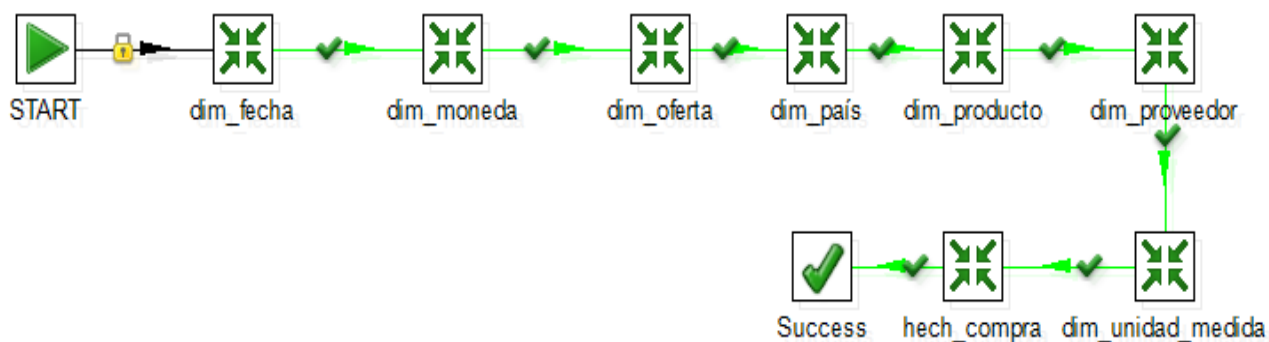 START
dim_fecha
dim_moneda
dim_oferta
dim_país
dim_producto
dim_proveedor
Success
hech_compra
dim_unidad_medida